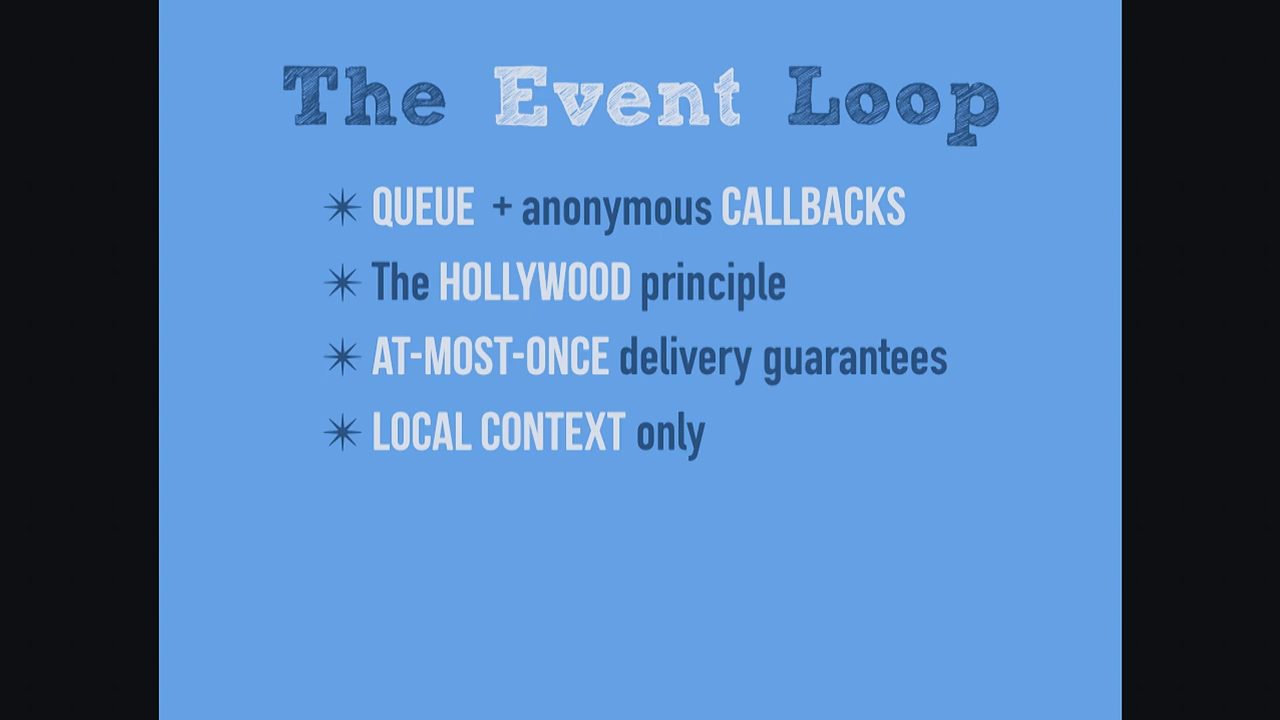 The Event Loop
QUEUE + anonymous CALLBACKS
The HOLLYWOOD principle
AT-MOST-ONCE delivery guarantees
LOCAL CONTEXT only